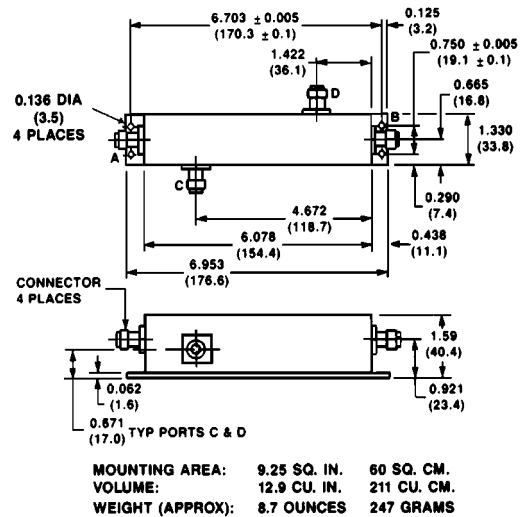 6.703 ± 0.005
(170.3 ± 0.1)
0.125
(3.2)
1.422
(36.1)
0.750 ± 0.005
(19.1 ± 0.1)
D
0.665
(16.8)
0.136 DIA
(3.5)
4 PLACES
B
1.330
(33.8)
A
C
0.290
(7.4)
4.672
(118.7)
6.078
(154.4)
0.438
(11.1)
6.953
(176.6)
CONNECTOR
4 PLACES
1.59
(40.4)
0.062
(1.6)
0.921
(23.4)
0.671
(17.0) TYP PORTS C & D
MOUNTING AREA: 9.25 SQ. IN. 60 SQ. CM.
VOLUME: 12.9 CU. IN. 211 CU. CM.
WEIGHT (APPROX): 8.7 OUNCES 247 GRAMS